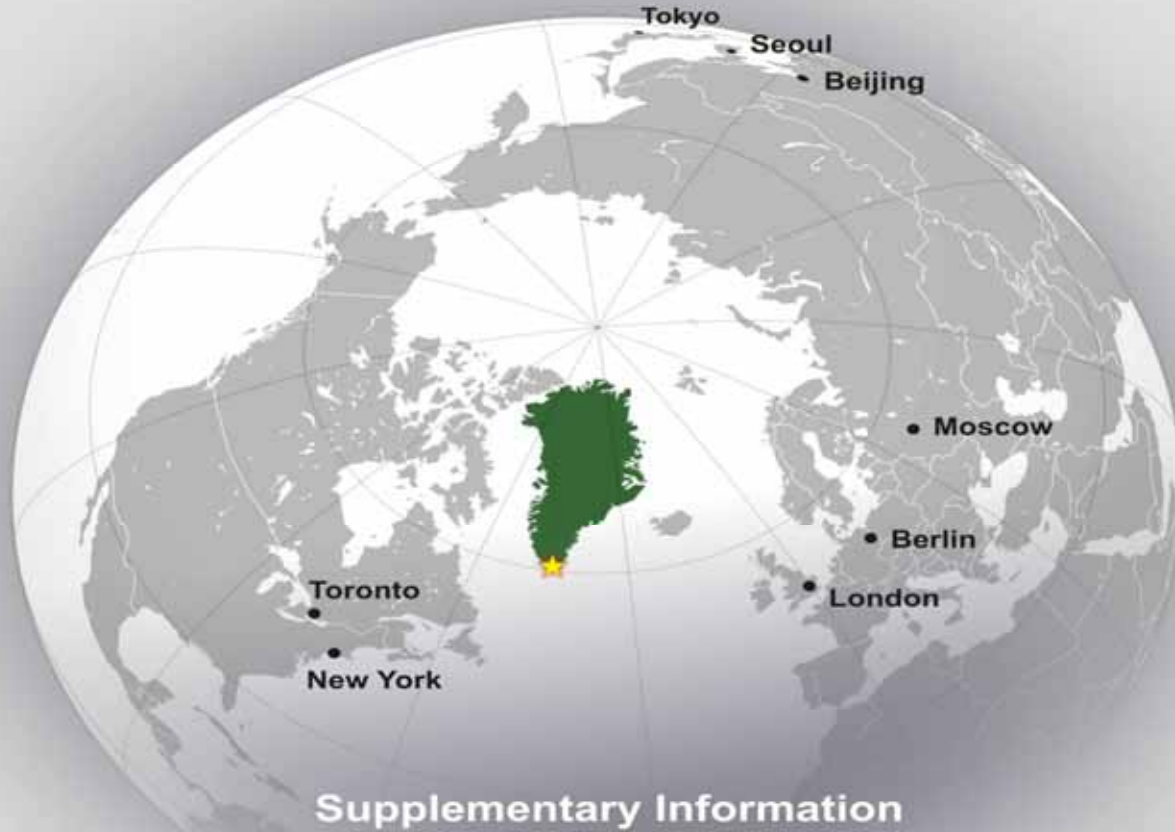 Tokyo
Seoul
Beijing
Moscow
Berlin
London
Toronto
New York
Supplementary Information